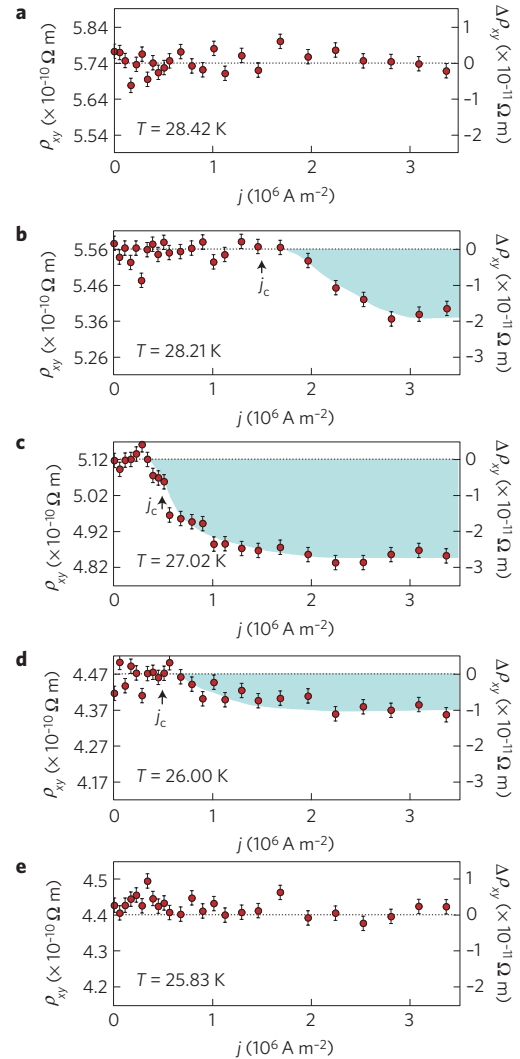 a
5.84
5.74
5.64
5.54
ρxy (×10⁻¹⁰ Ω m)
1
0
−1
−2
Δρxy (×10⁻¹¹ Ω m)
T = 28.42 K
0 1 2 3
j (10⁶ A m⁻²)
b
5.56
5.46
5.36
5.26
ρxy (×10⁻¹⁰ Ω m)
0
−1
−2
−3
Δρxy (×10⁻¹¹ Ω m)
jc
T = 28.21 K
0 1 2 3
j (10⁶ A m⁻²)
c
5.12
5.02
4.92
4.82
ρxy (×10⁻¹⁰ Ω m)
0
−1
−2
−3
Δρxy (×10⁻¹¹ Ω m)
jc
T = 27.02 K
0 1 2 3
j (10⁶ A m⁻²)
d
4.47
4.37
4.27
4.17
ρxy (×10⁻¹⁰ Ω m)
0
−1
−2
−3
Δρxy (×10⁻¹¹ Ω m)
jc
T = 26.00 K
0 1 2 3
j (10⁶ A m⁻²)
e
4.5
4.4
4.3
4.2
ρxy (×10⁻¹⁰ Ω m)
1
0
−1
−2
Δρxy (×10⁻¹¹ Ω m)
T = 25.83 K
0 1 2 3
j (10⁶ A m⁻²)